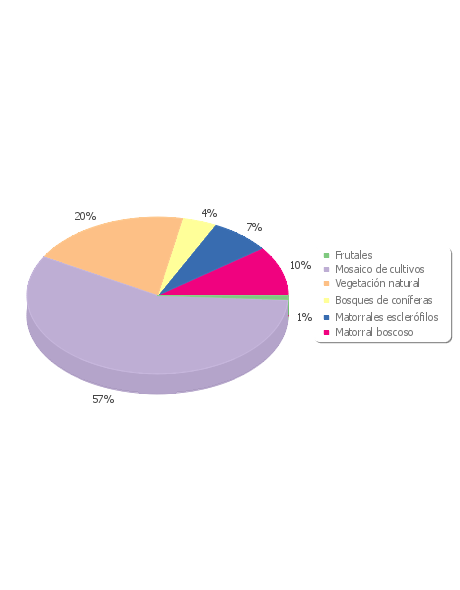 20%
4%
7%
10%
1%
57%
Frutales
Mosaico de cultivos
Vegetación natural
Bosques de coníferas
Matorrales esclerófilos
Matorral boscoso